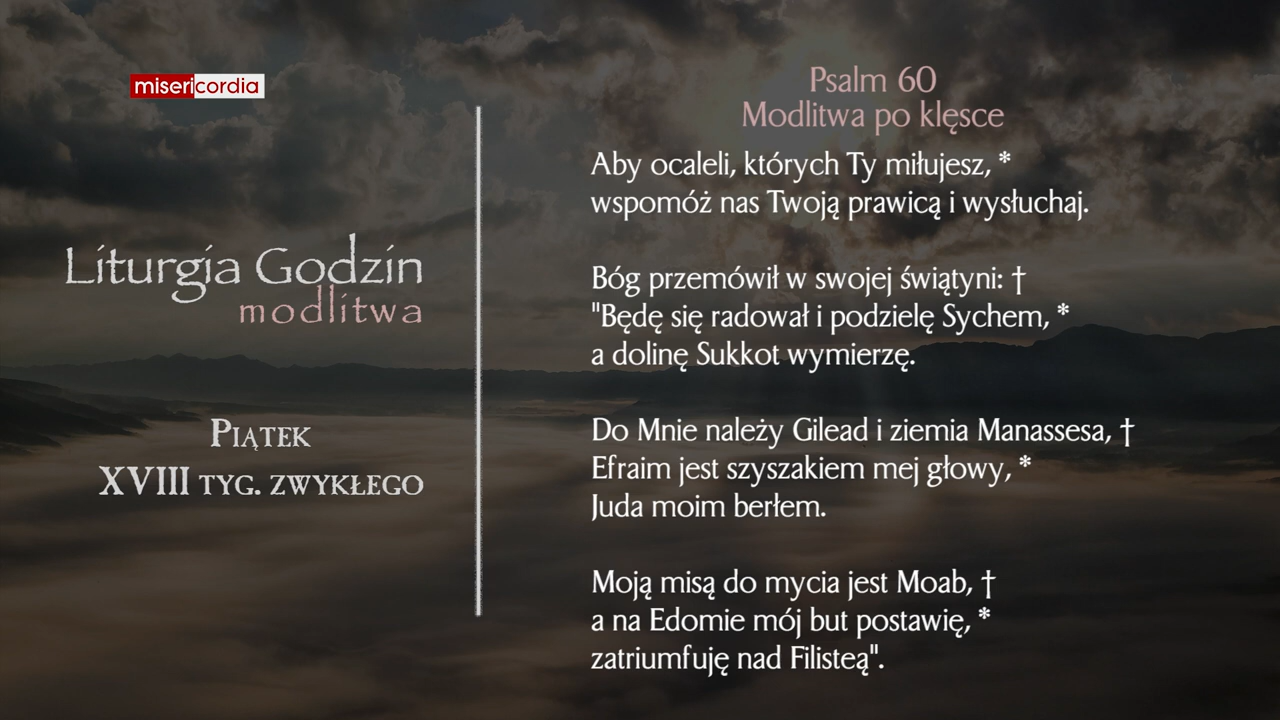 misericordia
Liturgia Godzin
modlitwa
Piątek
XVIII tyg. zwykłego
Psalm 60
Modlitwa po klęsce
Aby ocaleli, których Ty miłujesz, *
wspomóż nas Twoją prawicą i wysłuchaj.
Bóg przemówił w swojej świątyni: †
"Będę się radował i podzielę Sychem, *
a dolinę Sukkot wymierzę.
Do Mnie należy Gilead i ziemia Manassesa, †
Efraim jest szyszakiem mej głowy, *
Juda moim berłem.
Moją misą do mycia jest Moab, †
a na Edomie mój but postawię, *
zatriumfuję nad Filisteą".